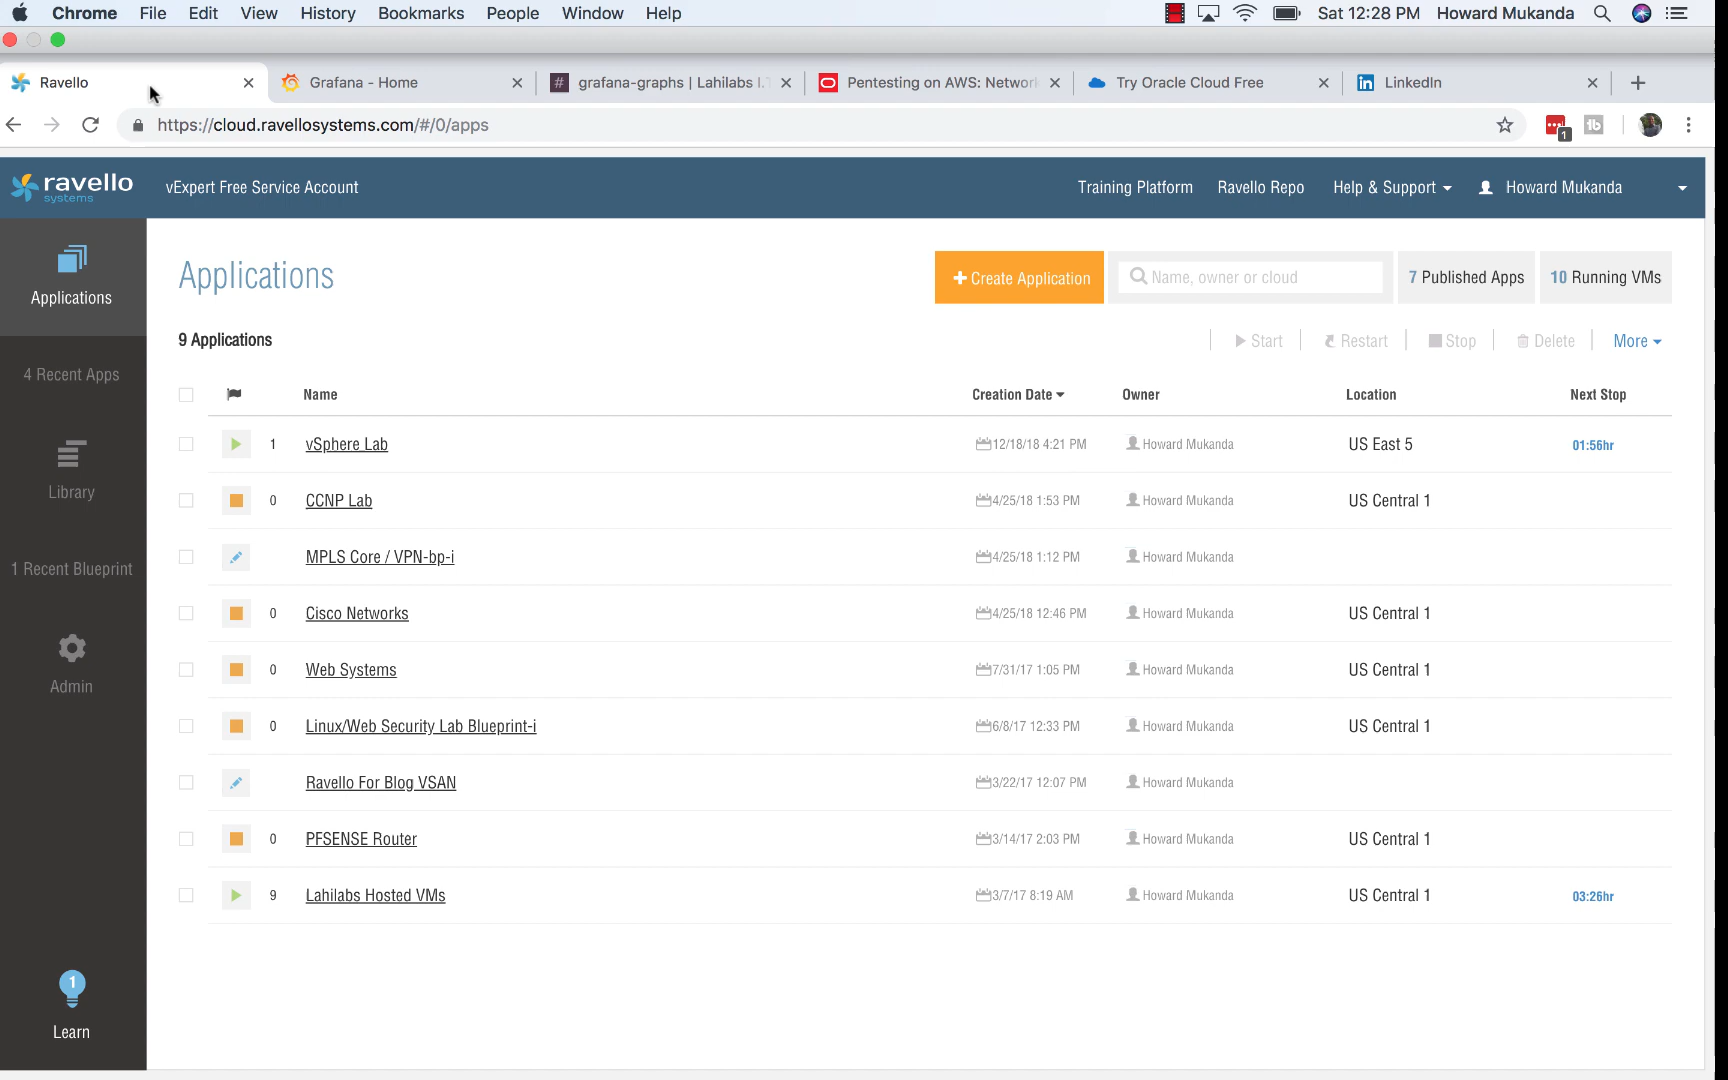 Chrome File Edit View History Bookmarks People Window Help Sat 12:28 PM Howard Mukanda
Ravello Grafana - Home # grafana-graphs | Lahilabs I. Pentesting on AWS: Network Try Oracle Cloud Free in LinkedIn
https://cloud.ravellosystems.com/#/0/apps 1 tb
ravello systems vExpert Free Service Account Training Platform Ravello Repo Help & Support Howard Mukanda
Applications
4 Recent Apps
Library
1 Recent Blueprint
Admin
1
Learn
Applications + Create Application Name, owner or cloud 7 Published Apps 10 Running VMs
9 Applications Start Restart Stop Delete More
Name Creation Date Owner Location Next Stop
1 vSphere Lab 12/18/18 4:21 PM Howard Mukanda US East 5 01:56hr
0 CCNP Lab 4/25/18 1:53 PM Howard Mukanda US Central 1
MPLS Core / VPN-bp-i 4/25/18 1:12 PM Howard Mukanda
0 Cisco Networks 4/25/18 12:46 PM Howard Mukanda US Central 1
0 Web Systems 7/31/17 1:05 PM Howard Mukanda US Central 1
0 Linux/Web Security Lab Blueprint-i 6/8/17 12:33 PM Howard Mukanda US Central 1
Ravello For Blog VSAN 3/22/17 12:07 PM Howard Mukanda
0 PFSENSE Router 3/14/17 2:03 PM Howard Mukanda US Central 1
9 Lahilabs Hosted VMs 3/7/17 8:19 AM Howard Mukanda US Central 1 03:26hr